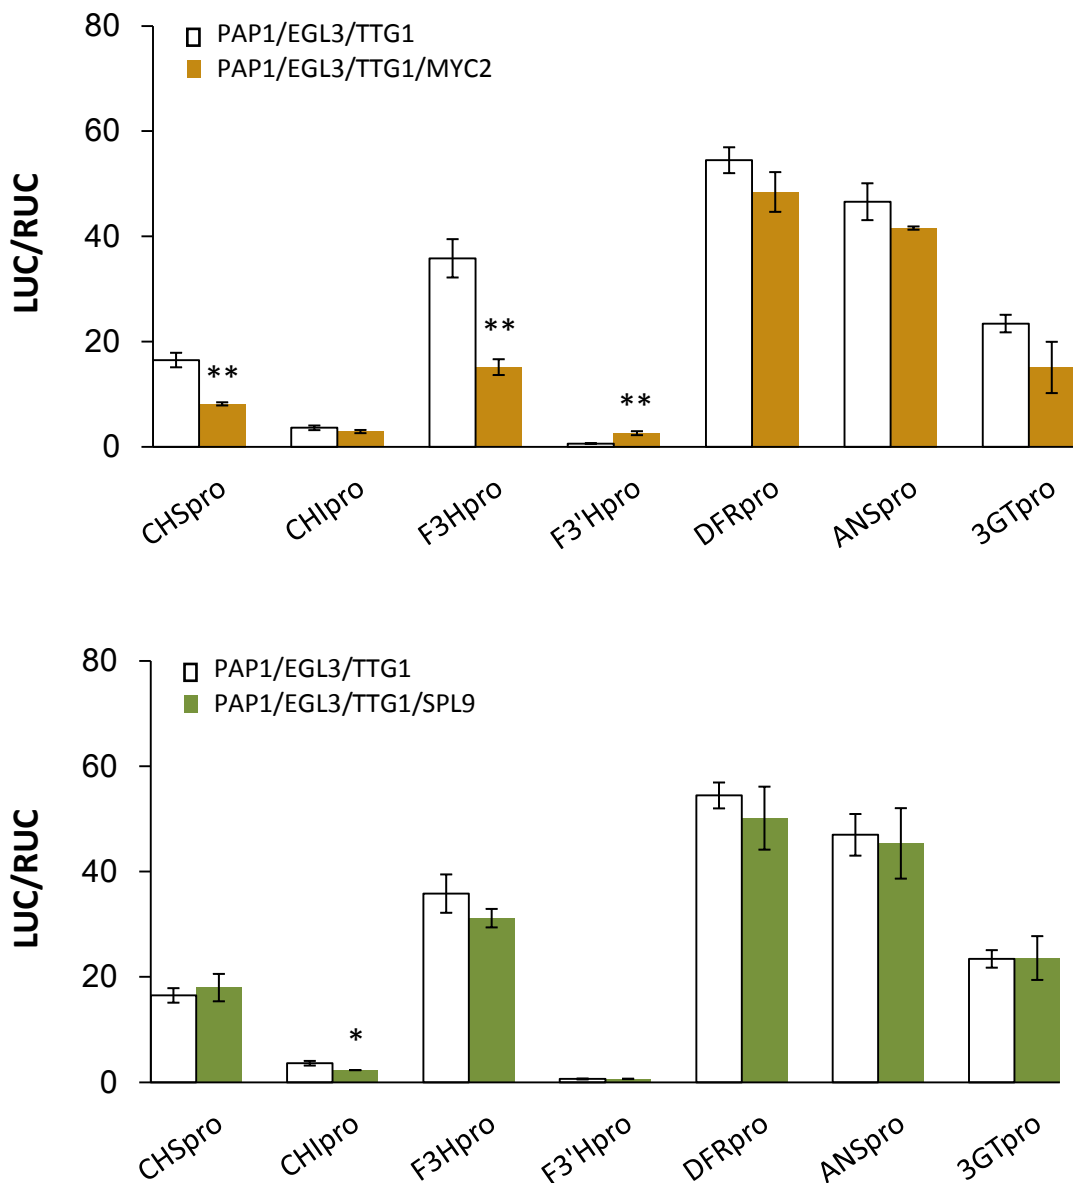 80
PAP1/EGL3/TTG1
PAP1/EGL3/TTG1/MYC2
60
LUC/RUC
40
**
20
**
**
0
CHSpro
CHIpro
F3Hpro
F3'Hpro
DFRpro
ANSpro
3GTpro
80
PAP1/EGL3/TTG1
PAP1/EGL3/TTG1/SPL9
60
LUC/RUC
40
20
*
0
CHSpro
CHIpro
F3Hpro
F3'Hpro
DFRpro
ANSpro
3GTpro